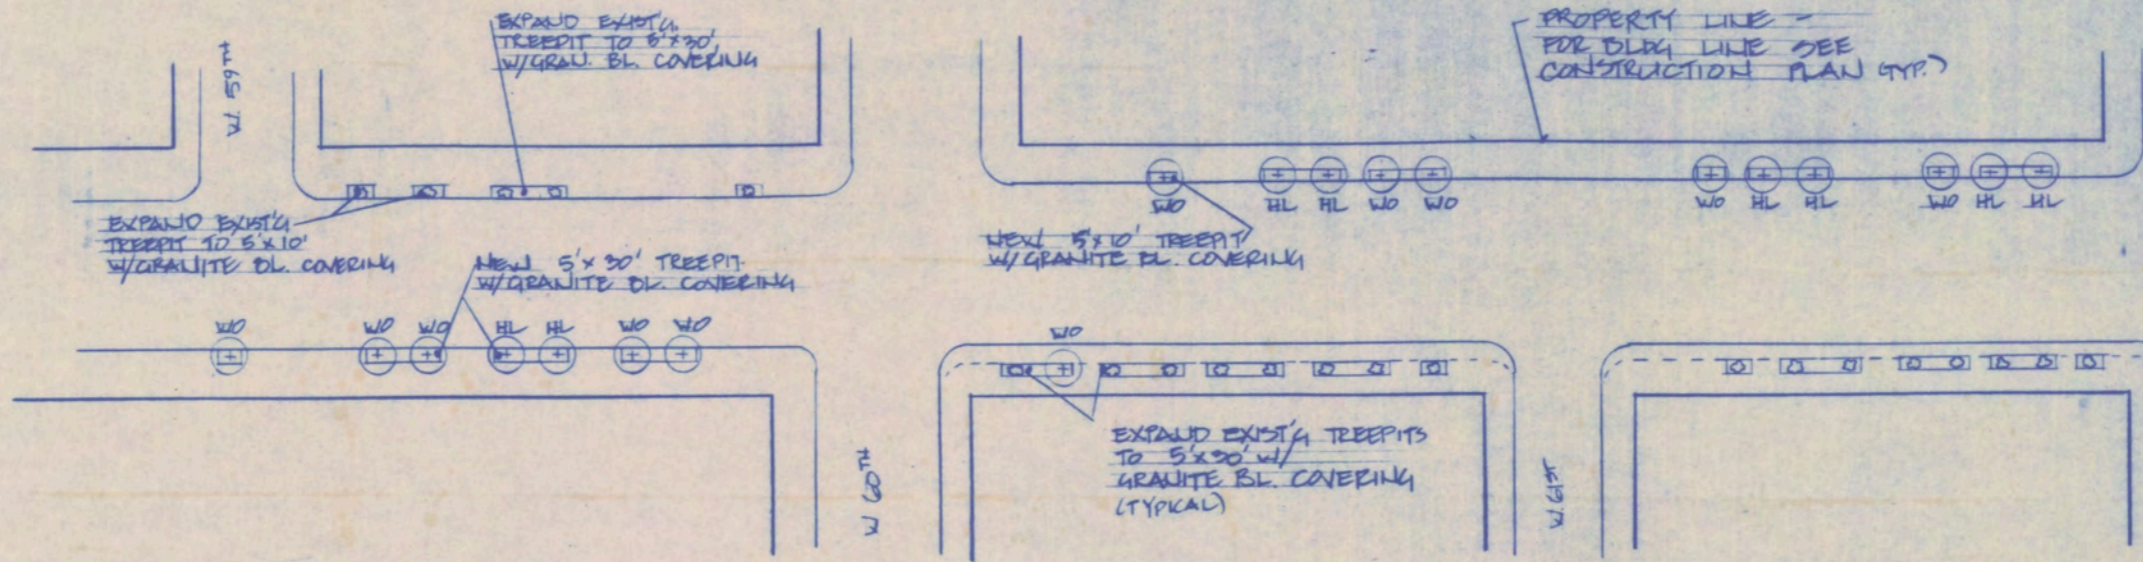 W 59TH
EXPAND EXIST'G
TREEPIT TO 5'X30'
W/GRAN. BL. COVERING
PROPERTY LINE -
FOR BLDG LINE SEE
CONSTRUCTION PLAN (TYP.)
WO HL HL WO WO WO HL HL WO HL HL
EXPAND EXIST'G
TREEPIT TO 5'X10'
W/GRANITE BL. COVERING
NEW 5'X30' TREEPIT
W/GRANITE BL. COVERING
NEW 5'X10' TREEPIT
W/GRANITE BL. COVERING
WO WO WO HL HL WO WO
WO
EXPAND EXIST'G TREEPITS
TO 5'X30' W/
GRANITE BL. COVERING
(TYPICAL)
W 60TH
W. 61ST